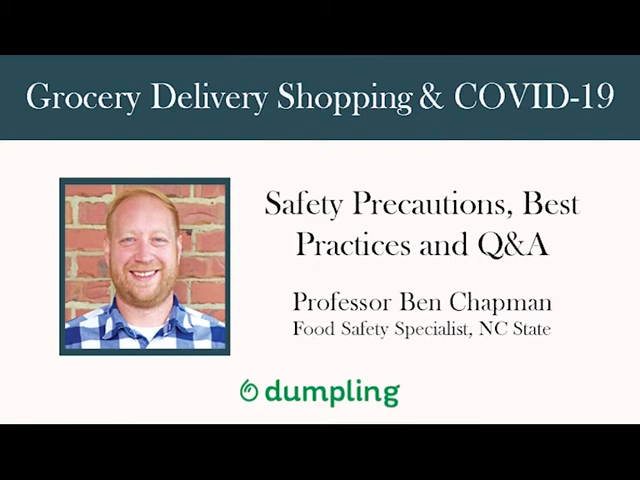 Grocery Delivery Shopping & COVID-19
Safety Precautions, Best
Practices and Q&A
Professor Ben Chapman
Food Safety Specialist, NC State
dumpling